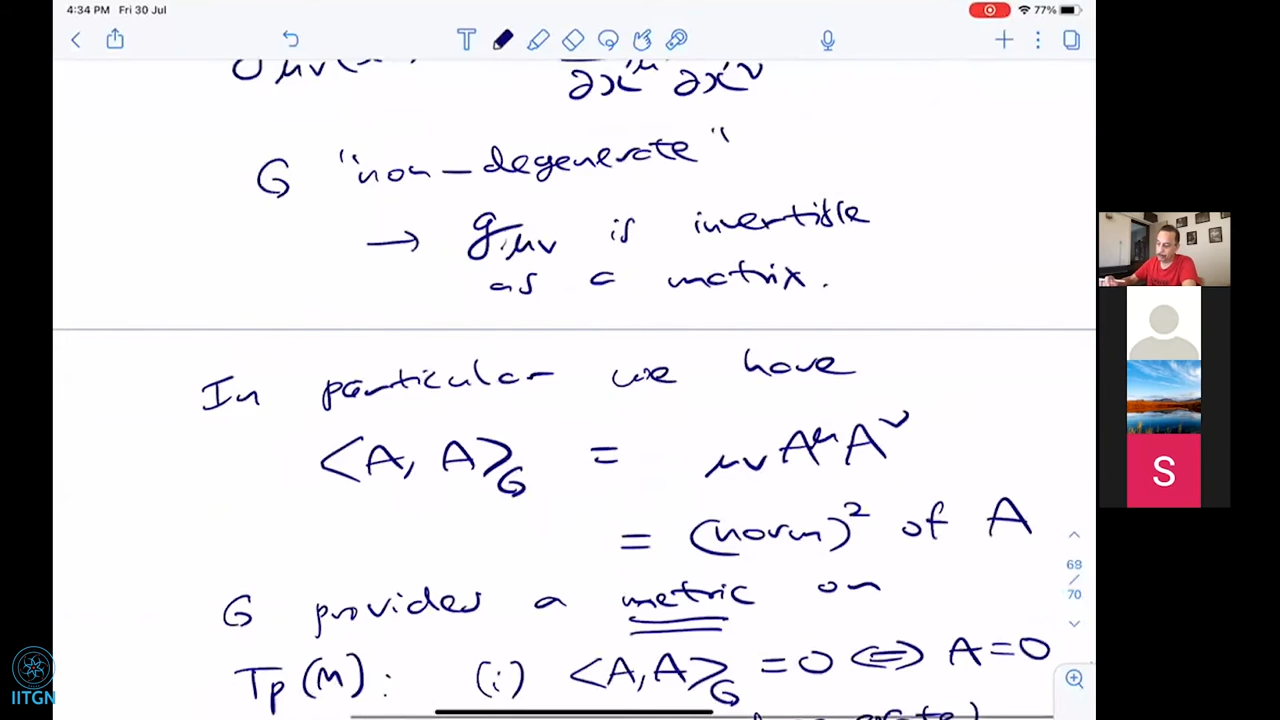 4:34 PM Fri 30 Jul
77%
∂x^μ ∂x^ν
G "non-degenerate"
→ g_μν is invertible
as a matrix.
In particular we have
<A, A>_G = μν A^μ A^ν
= (norm)² of A
G provides a metric on
T_p(M): (i) <A,A>_G = 0 ⇔ A=0
68
/
70
S
IITGN